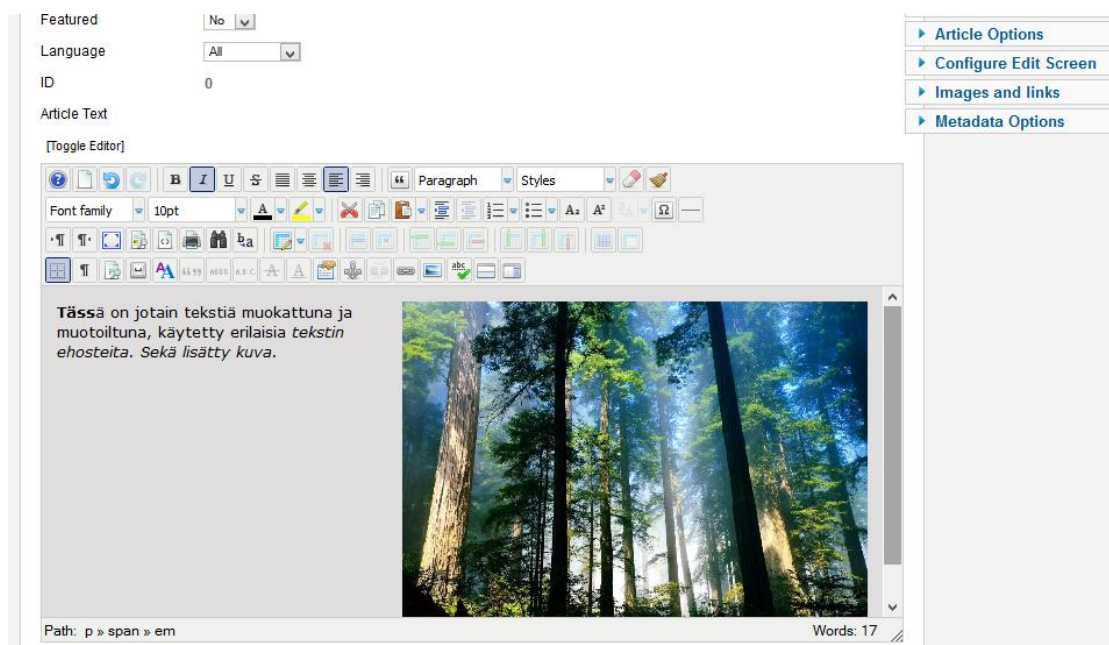 Featured No
Language All
ID 0
Article Text
[Toggle Editor]
Article Options
Configure Edit Screen
Images and links
Metadata Options
B I U S Paragraph Styles
Font family 10pt
Tässä on jotain tekstiä muokattuna ja
muotoiltuna, käytetty erilaisia tekstin
ehosteita. Sekä lisätty kuva.
Path: p » span » em Words: 17